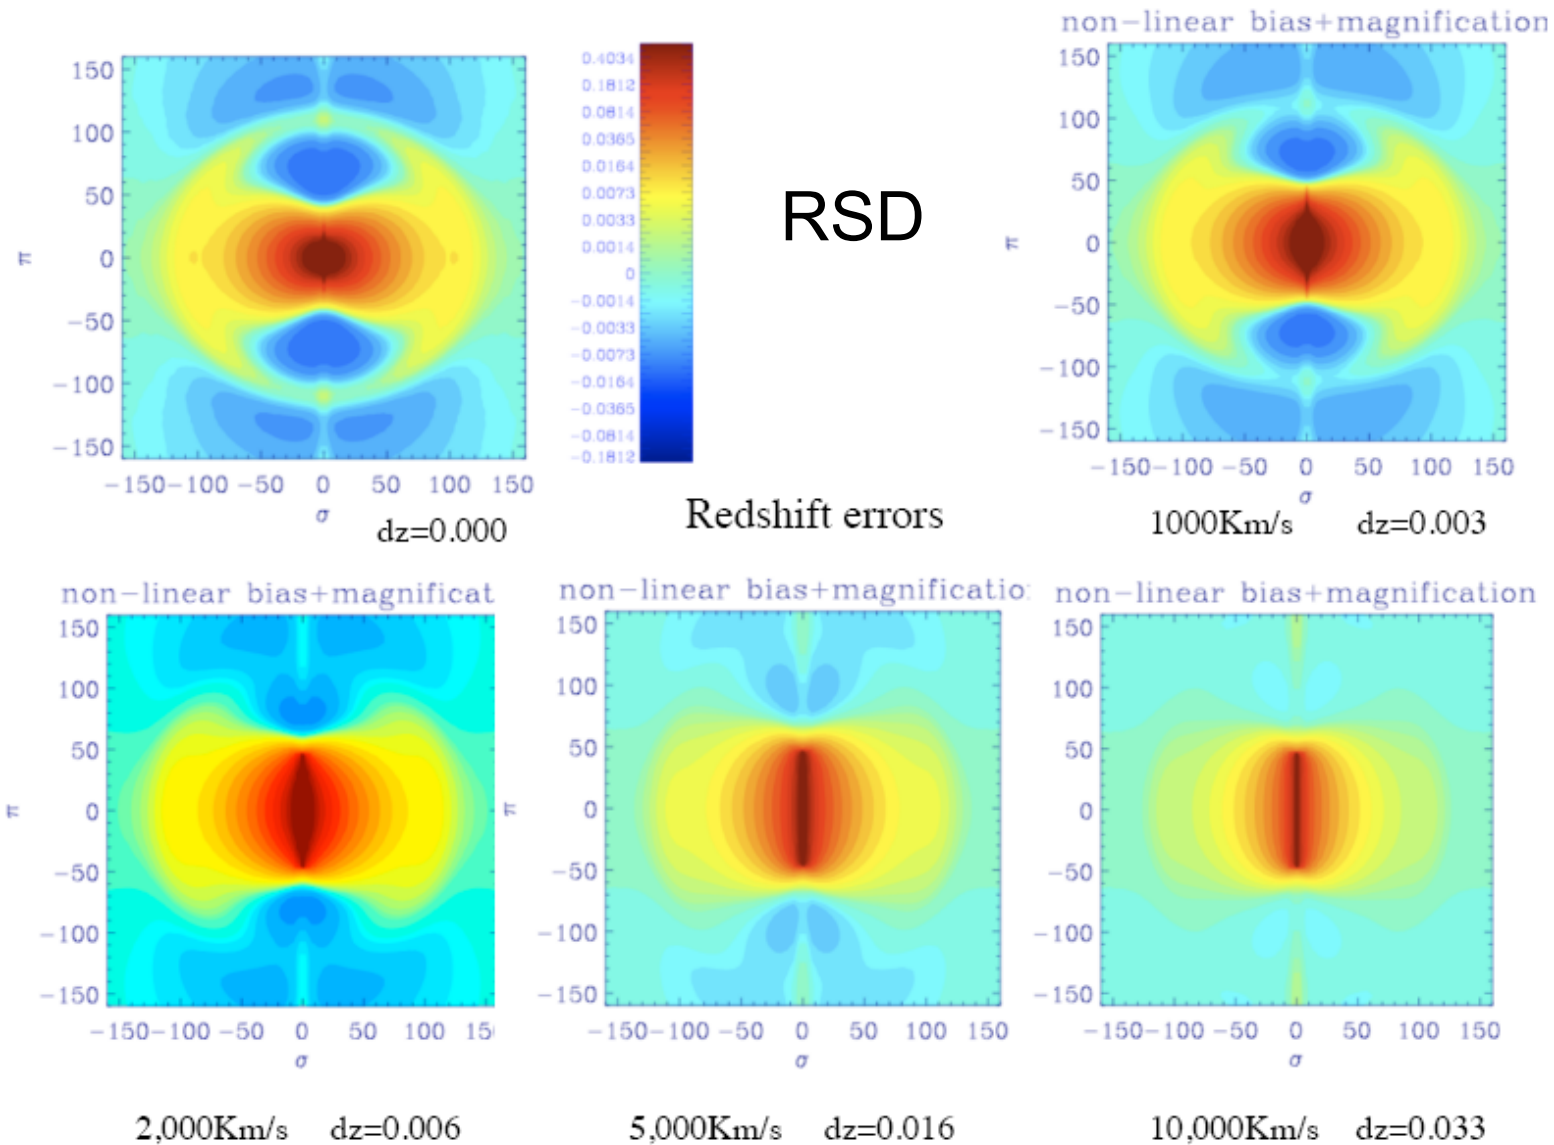 non-linear bias+magnification
150
100
50
0
-50
-100
-150
π
-150 -100 -50 0 50 100 150
σ
dz=0.000
0.4034
0.1812
0.0814
0.0365
0.0164
0.0073
0.0033
0.0014
0
-0.0014
-0.0033
-0.0073
-0.0164
-0.0365
-0.0814
-0.1812
RSD
Redshift errors
150
100
50
0
-50
-100
-150
π
-150 -100 -50 0 50 100 150
σ
1000Km/s dz=0.003
non-linear bias+magnificat
150
100
50
0
-50
-100
-150
π
-150 -100 -50 0 50 100
σ
2,000Km/s dz=0.006
non-linear bias+magnificatio
150
100
50
0
-50
-100
-150
π
-150 -100 -50 0 50 100 150
σ
5,000Km/s dz=0.016
non-linear bias+magnification
150
100
50
0
-50
-100
-150
-150 -100 -50 0 50 100 150
σ
10,000Km/s dz=0.033